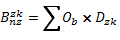 B_{nz}^{zk} = ∑ O_b × D_{zk}